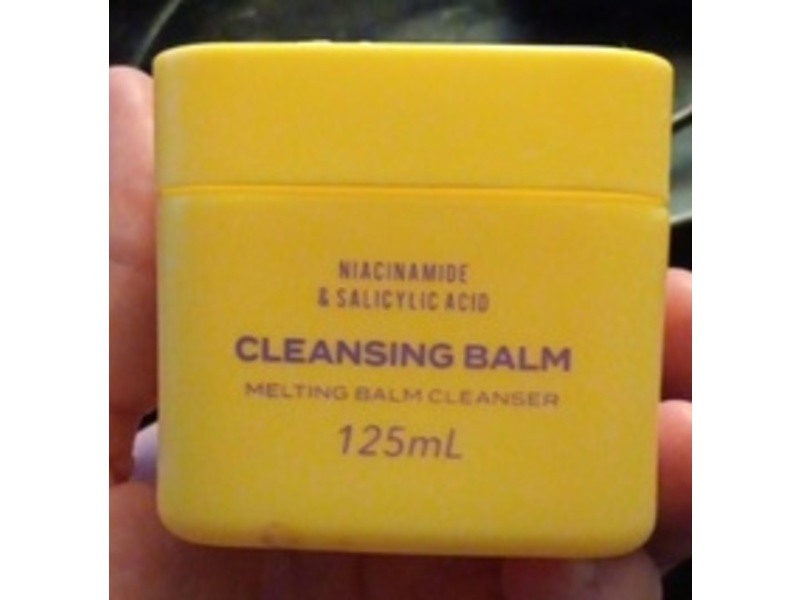 NIACINAMIDE
& SALICYLIC ACID
CLEANSING BALM
MELTING BALM CLEANSER
125mL